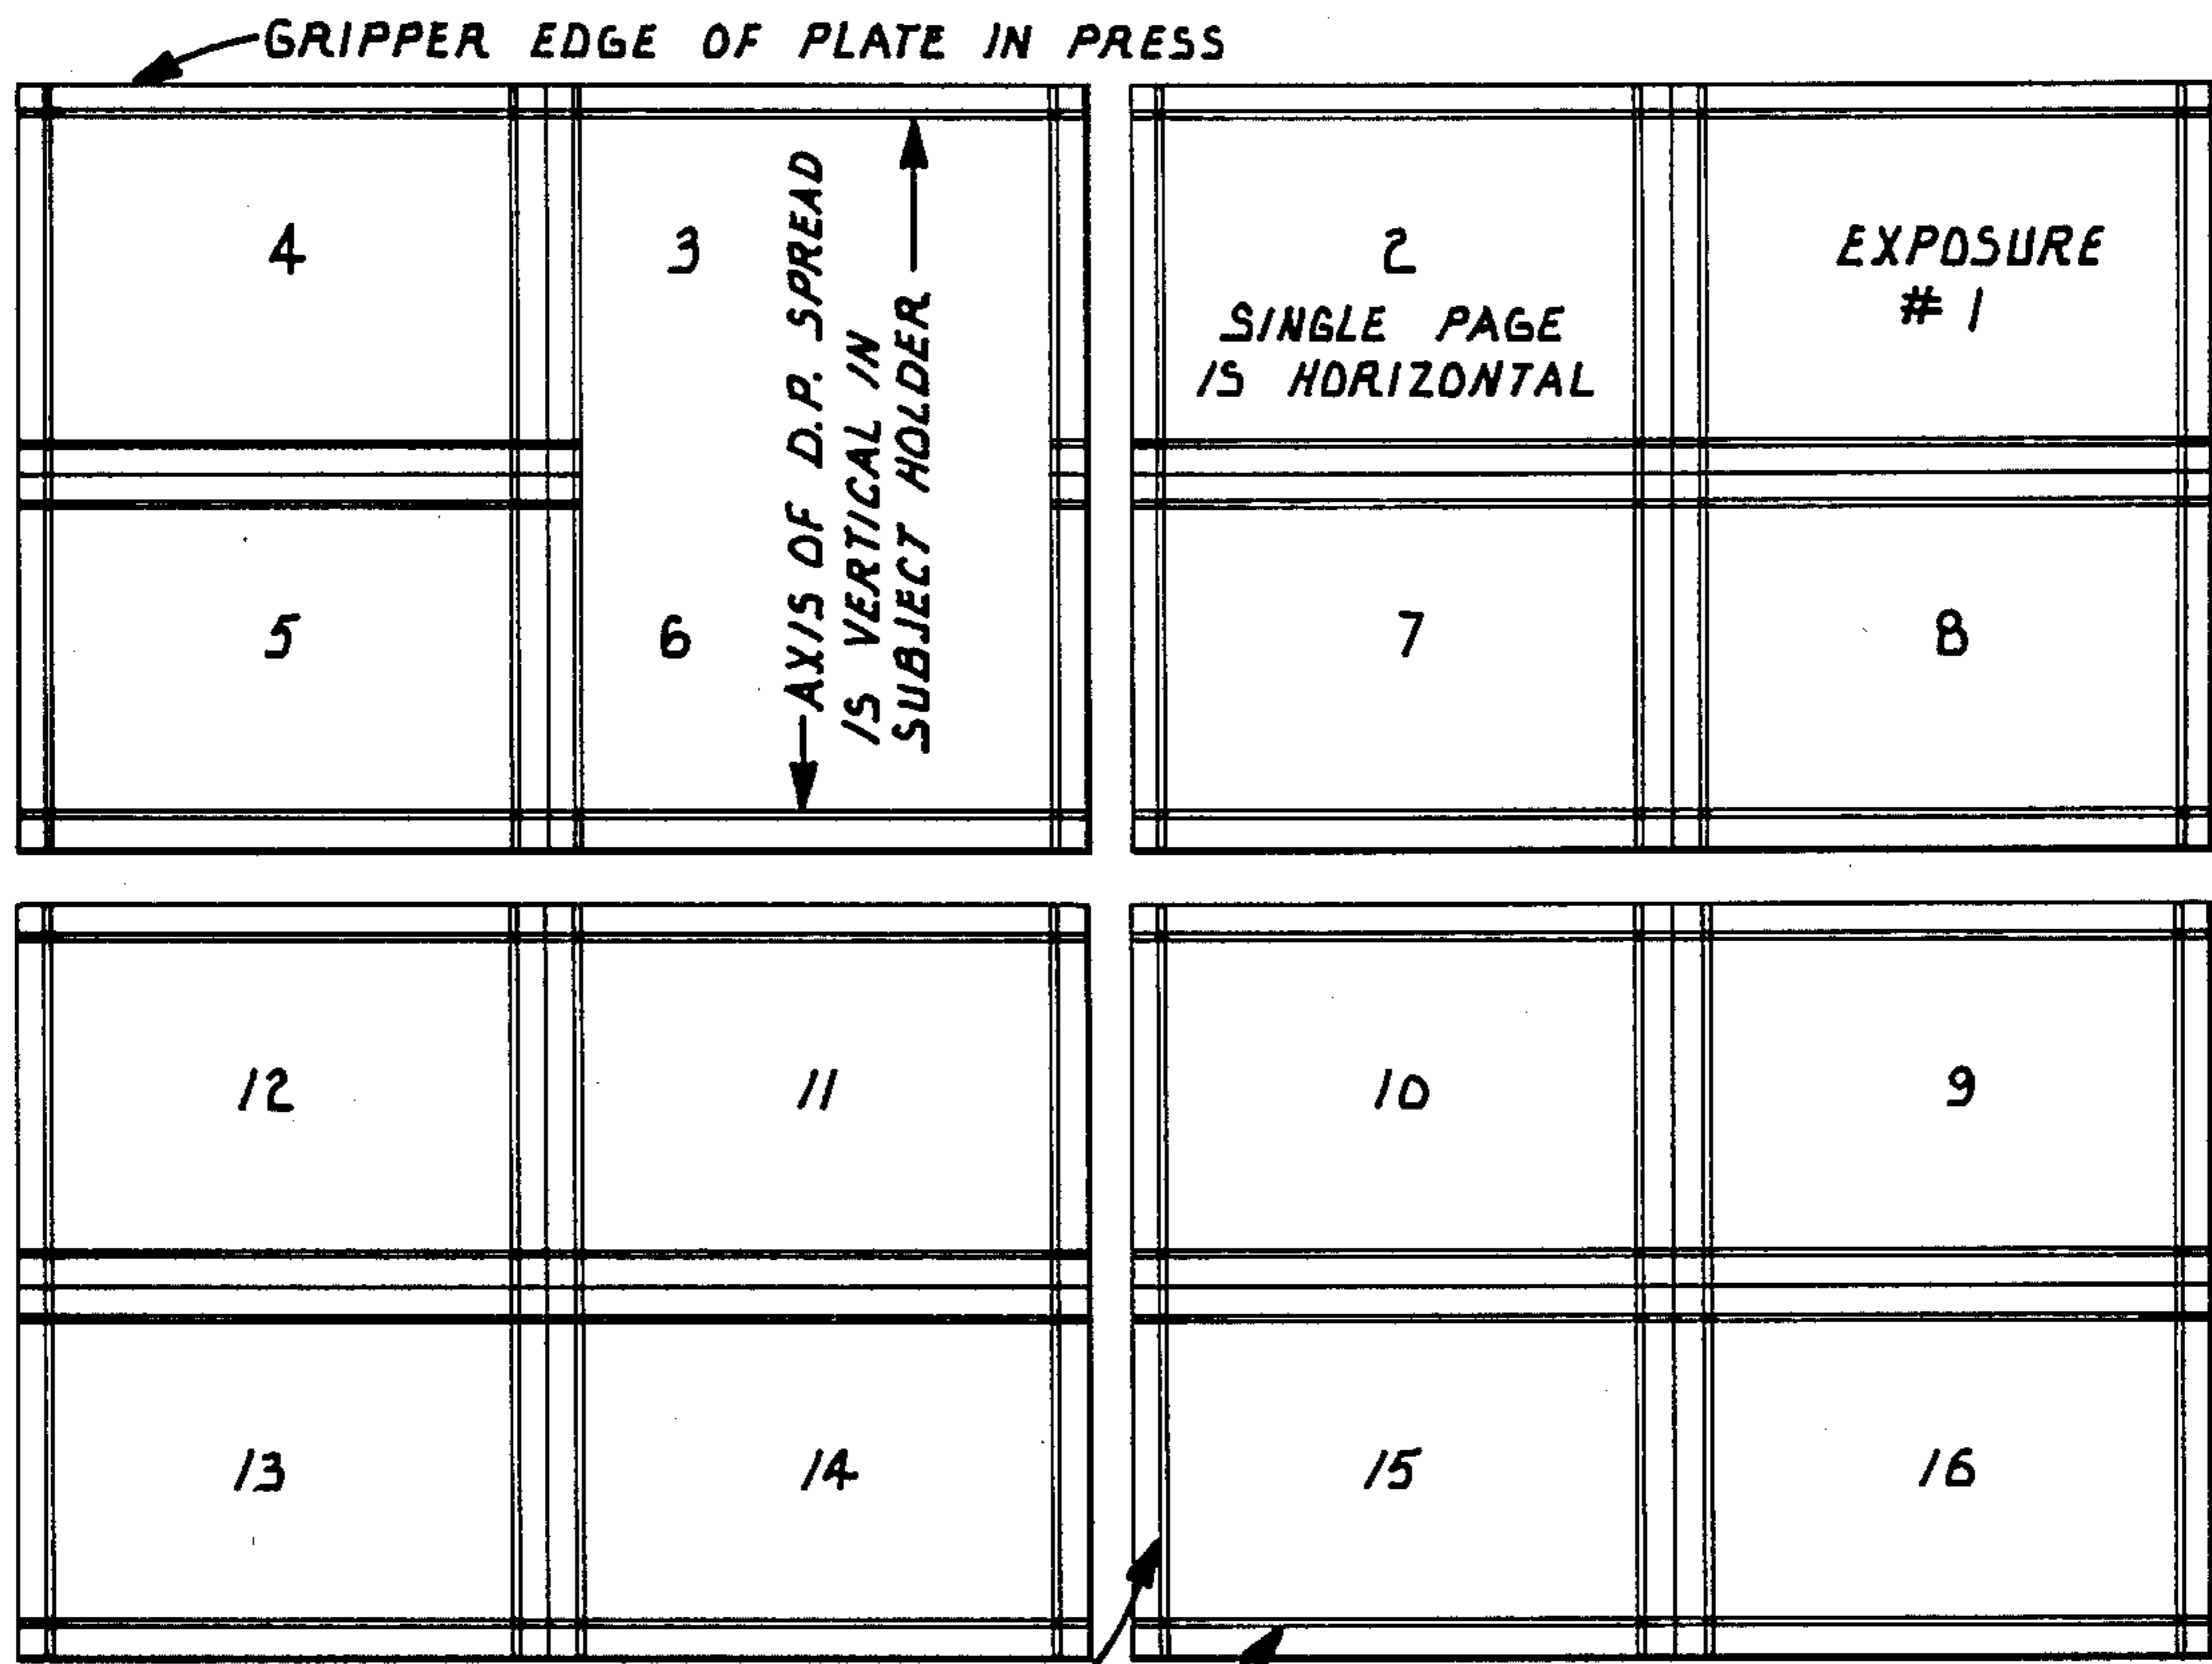 GRIPPER EDGE OF PLATE IN PRESS
4
3
AXIS OF D.P. SPREAD
IS VERTICAL IN
SUBJECT HOLDER
2
SINGLE PAGE
IS HORIZONTAL
EXPOSURE
# 1
5
6
7
8
12
11
10
9
13
14
15
16